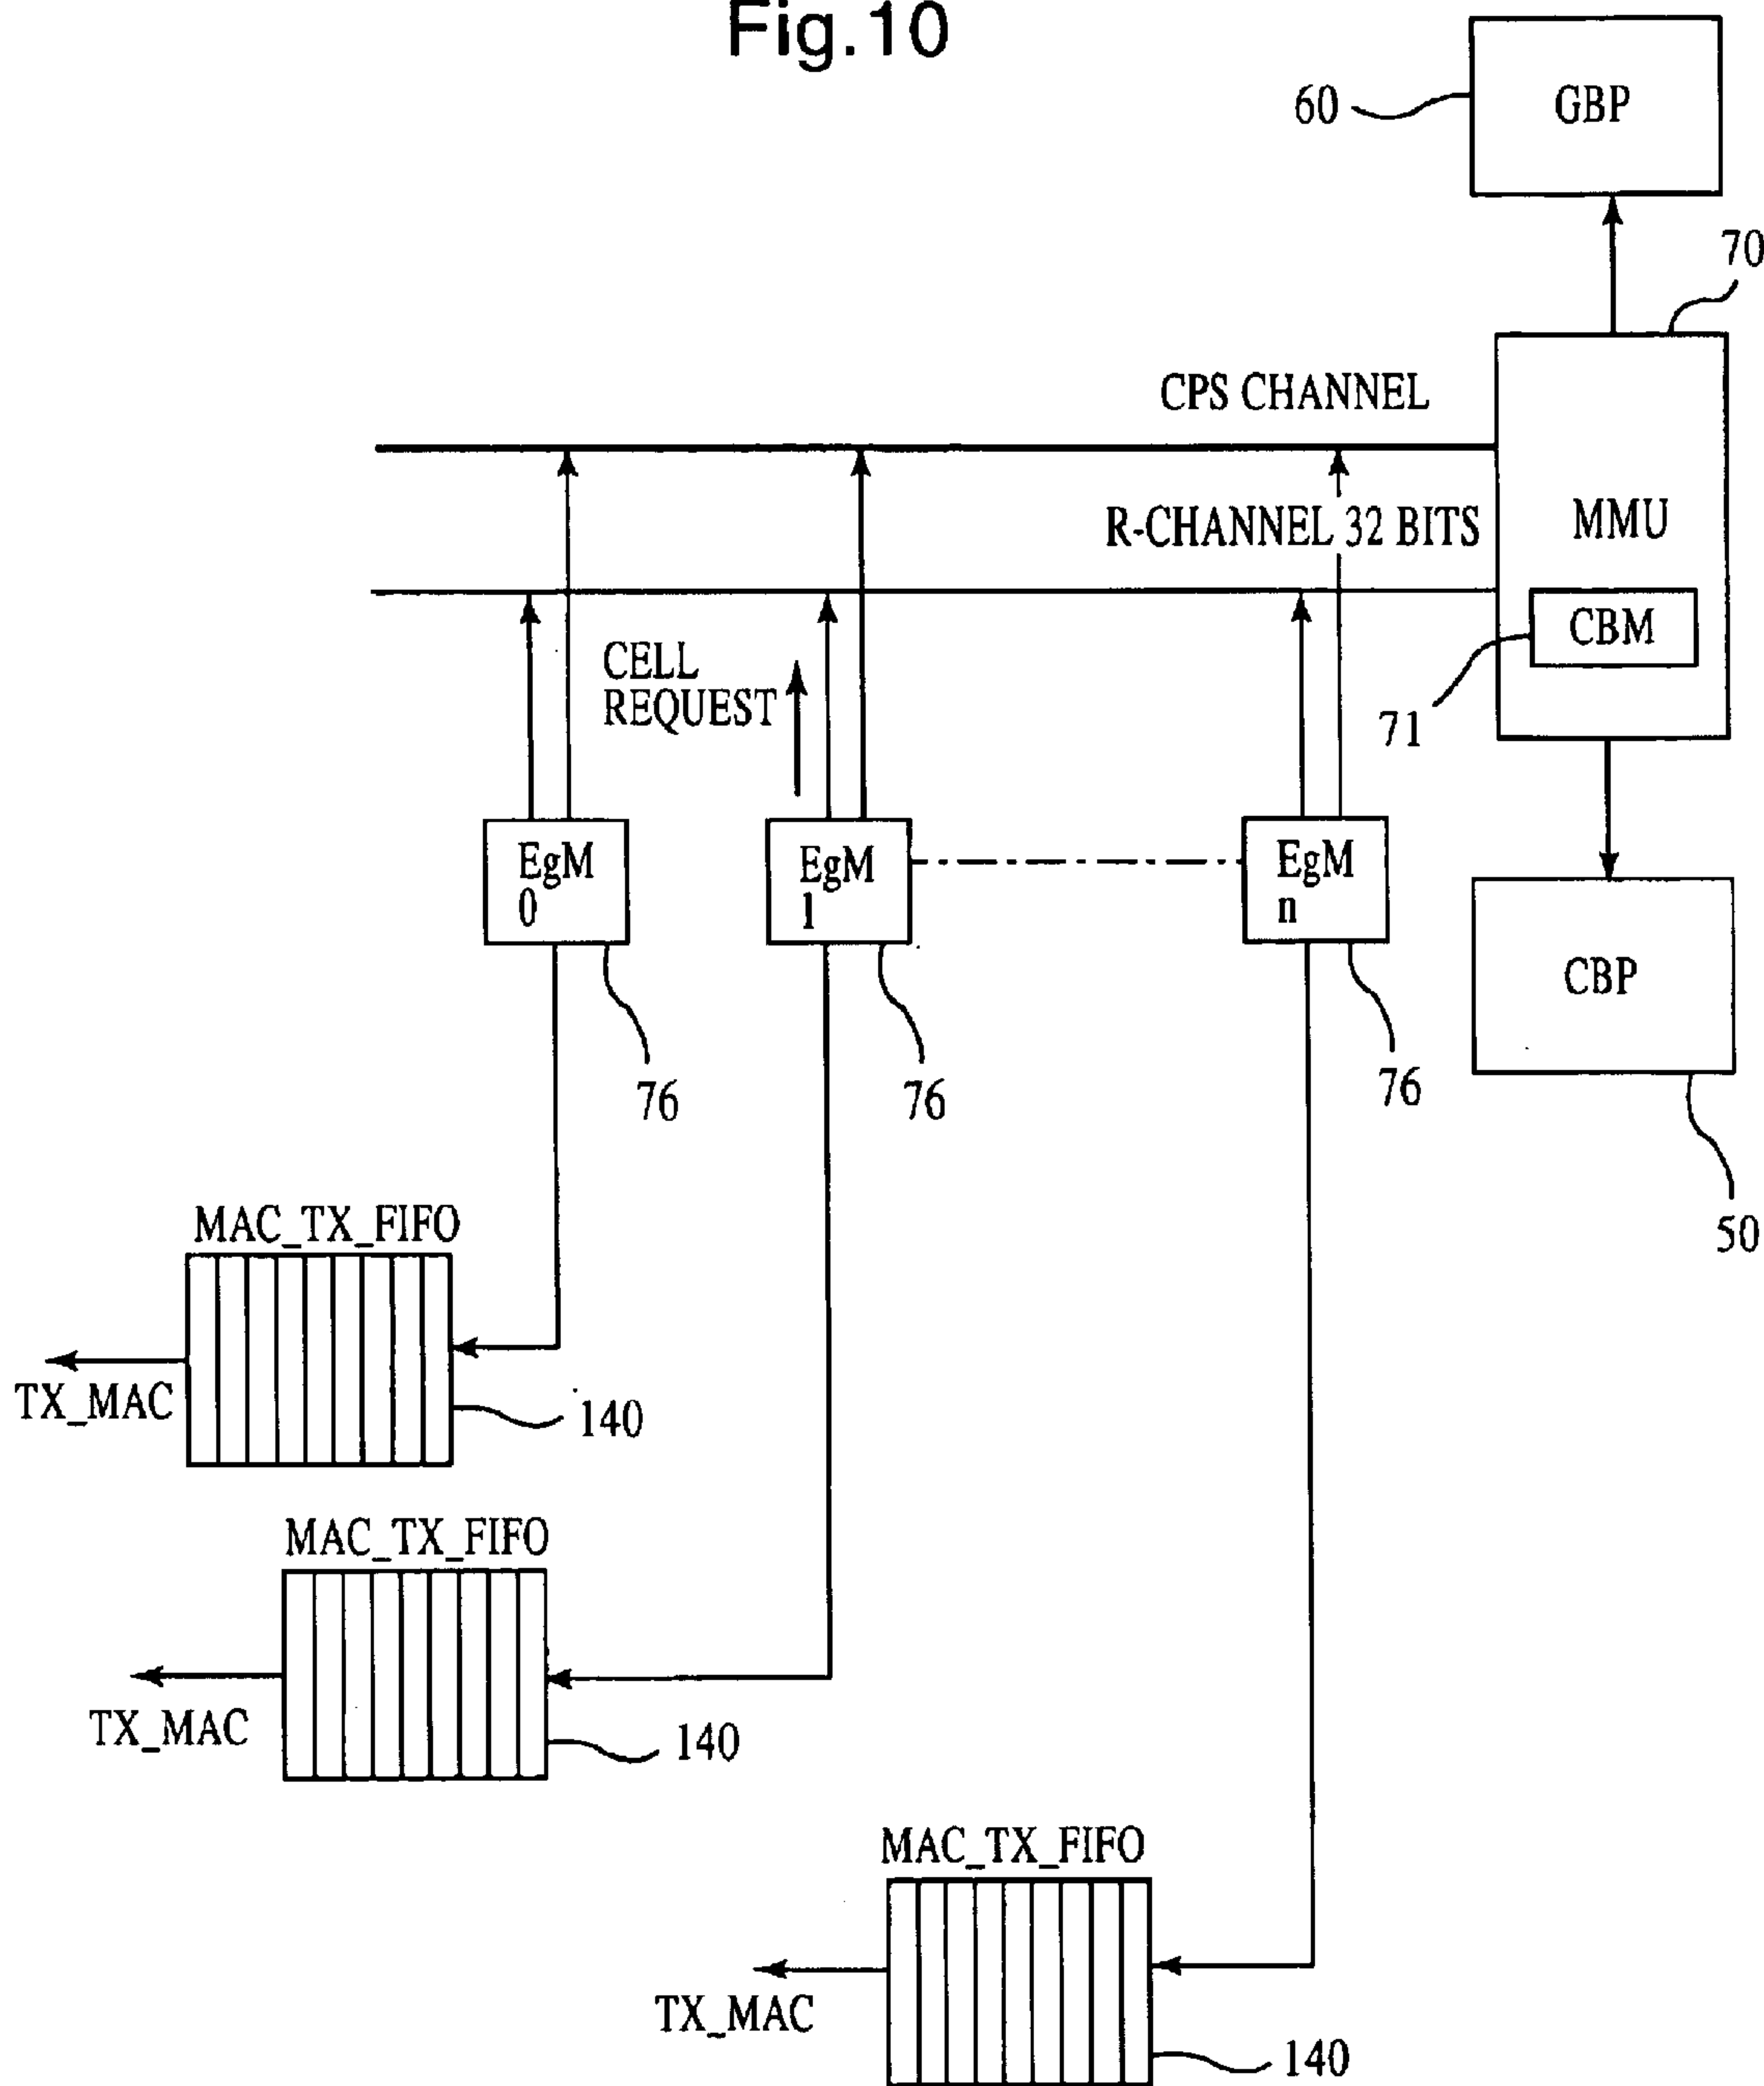 Fig.10
60
GBP
70
CPS CHANNEL
R-CHANNEL 32 BITS
MMU
CBM
CELL
REQUEST
71
EgM
0
EgM
1
EgM
n
CBP
76
76
76
50
MAC_TX_FIFO
TX_MAC
140
MAC_TX_FIFO
TX_MAC
140
MAC_TX_FIFO
TX_MAC
140